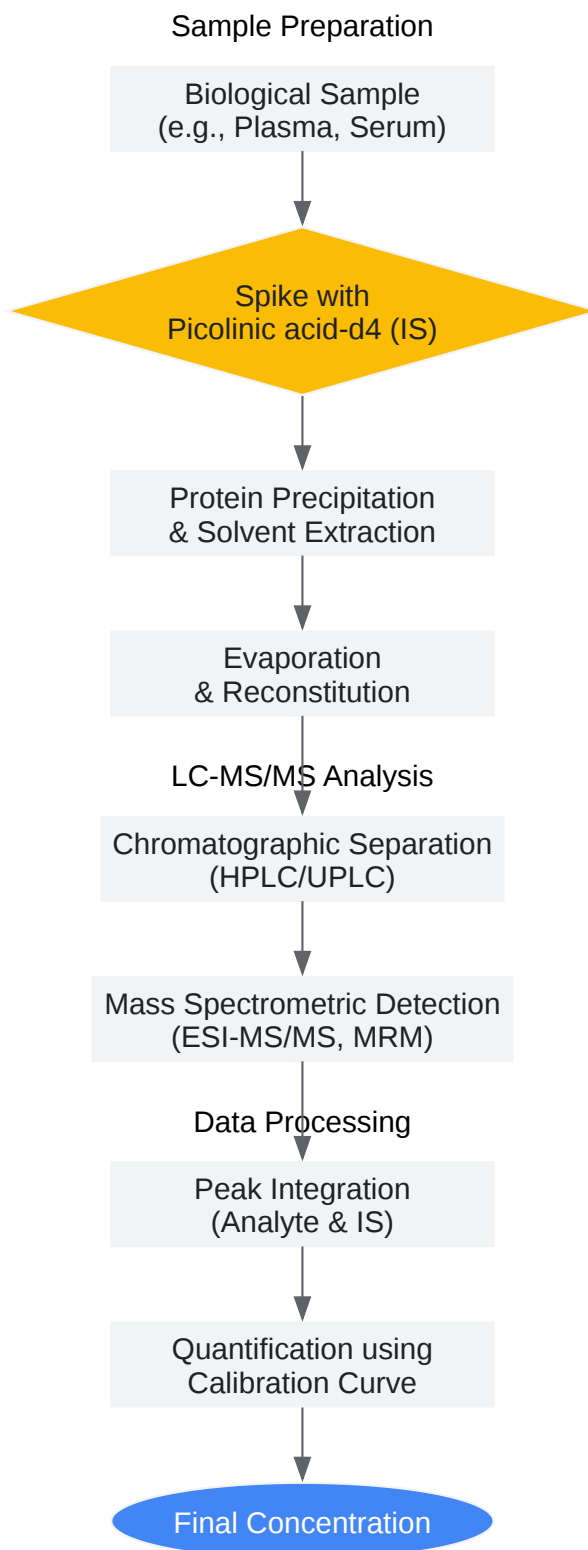 Sample Preparation
Biological Sample
(e.g., Plasma, Serum)
Spike with
Picolinic acid-d4 (IS)
Protein Precipitation
& Solvent Extraction
Evaporation
& Reconstitution
LC-MS/MS Analysis
Chromatographic Separation
(HPLC/UPLC)
Mass Spectrometric Detection
(ESI-MS/MS, MRM)
Data Processing
Peak Integration
(Analyte & IS)
Quantification using
Calibration Curve
Final Concentration